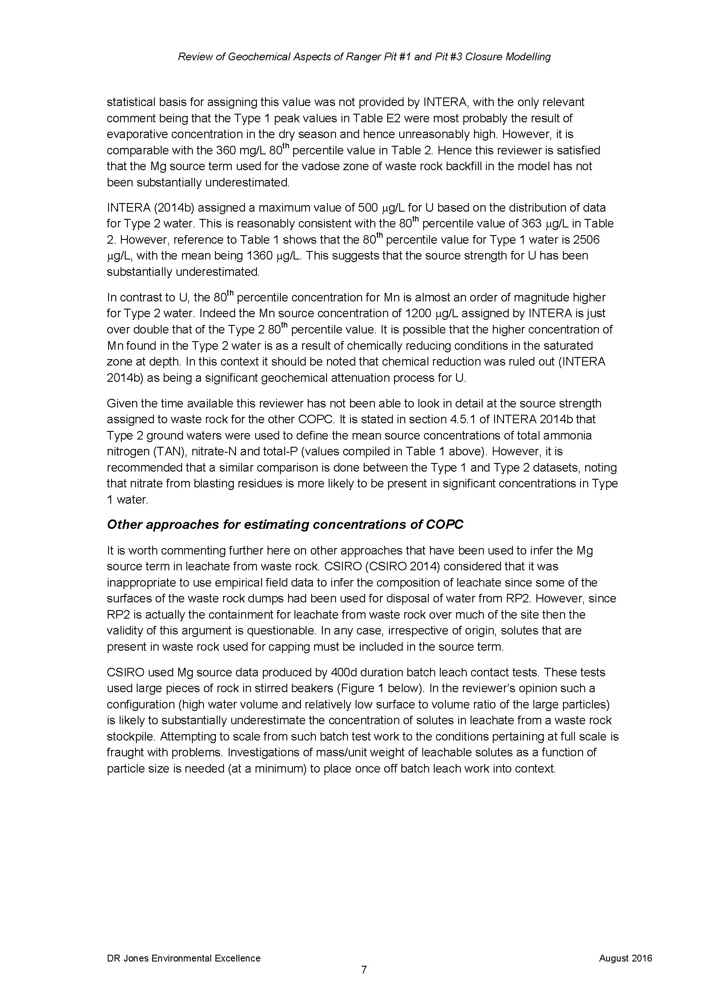 Review of Geochemical Aspects of Ranger Pit #1 and Pit #3 Closure Modelling
statistical basis for assigning this value was not provided by INTERA, with the only relevant
comment being that the Type 1 peak values in Table E2 were most probably the result of
evaporative concentration in the dry season and hence unreasonably high. However, it is
comparable with the 360 mg/L 80th percentile value in Table 2. Hence this reviewer is satisfied
that the Mg source term used for the vadose zone of waste rock backfill in the model has not
been substantially underestimated.
INTERA (2014b) assigned a maximum value of 500 µg/L for U based on the distribution of data
for Type 2 water. This is reasonably consistent with the 80th percentile value of 363 µg/L in Table
2. However, reference to Table 1 shows that the 80th percentile value for Type 1 water is 2506
µg/L, with the mean being 1360 µg/L. This suggests that the source strength for U has been
substantially underestimated.
In contrast to U, the 80th percentile concentration for Mn is almost an order of magnitude higher
for Type 2 water. Indeed the Mn source concentration of 1200 µg/L assigned by INTERA is just
over double that of the Type 2 80th percentile value. It is possible that the higher concentration of
Mn found in the Type 2 water is as a result of chemically reducing conditions in the saturated
zone at depth. In this context it should be noted that chemical reduction was ruled out (INTERA
2014b) as being a significant geochemical attenuation process for U.
Given the time available this reviewer has not been able to look in detail at the source strength
assigned to waste rock for the other COPC. It is stated in section 4.5.1 of INTERA 2014b that
Type 2 ground waters were used to define the mean source concentrations of total ammonia
nitrogen (TAN), nitrate-N and total-P (values compiled in Table 1 above). However, it is
recommended that a similar comparison is done between the Type 1 and Type 2 datasets, noting
that nitrate from blasting residues is more likely to be present in significant concentrations in Type
1 water.
Other approaches for estimating concentrations of COPC
It is worth commenting further here on other approaches that have been used to infer the Mg
source term in leachate from waste rock. CSIRO (CSIRO 2014) considered that it was
inappropriate to use empirical field data to infer the composition of leachate since some of the
surfaces of the waste rock dumps had been used for disposal of water from RP2. However, since
RP2 is actually the containment for leachate from waste rock over much of the site then the
validity of this argument is questionable. In any case, irrespective of origin, solutes that are
present in waste rock used for capping must be included in the source term.
CSIRO used Mg source data produced by 400d duration batch leach contact tests. These tests
used large pieces of rock in stirred beakers (Figure 1 below). In the reviewer's opinion such a
configuration (high water volume and relatively low surface to volume ratio of the large particles)
is likely to substantially underestimate the concentration of solutes in leachate from a waste rock
stockpile. Attempting to scale from such batch test work to the conditions pertaining at full scale is
fraught with problems. Investigations of mass/unit weight of leachable solutes as a function of
particle size is needed (at a minimum) to place once off batch leach work into context.
DR Jones Environmental Excellence August 2016
7